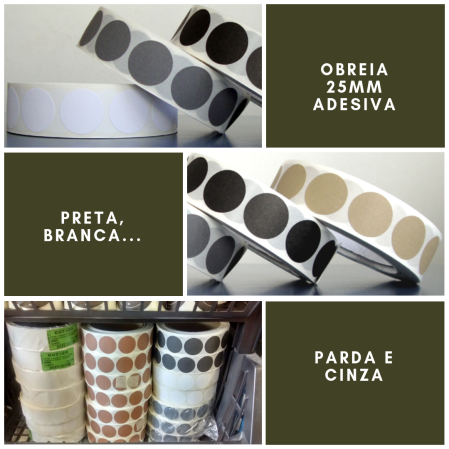 OBREIA
25MM
ADESIVA
PRETA,
BRANCA...
PARDA E
CINZA